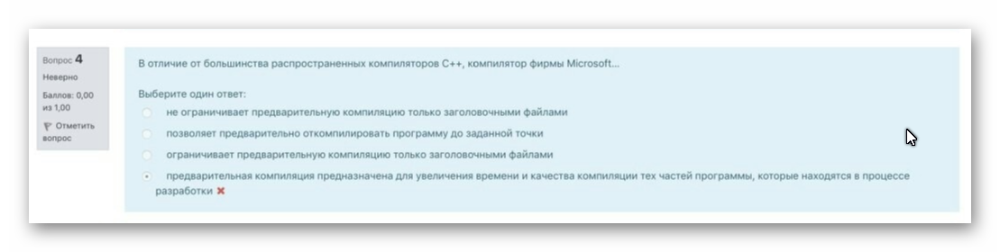 Вопрос 4
Неверно
Баллов: 0,00
из 1,00
Отметить
вопрос
В отличие от большинства распространенных компиляторов C++, компилятор фирмы Microsoft...
Выберите один ответ:
не ограничивает предварительную компиляцию только заголовочными файлами
позволяет предварительно откомпилировать программу до заданной точки
ограничивает предварительную компиляцию только заголовочными файлами
предварительная компиляция предназначена для увеличения времени и качества компиляции тех частей программы, которые находятся в процессе
разработки